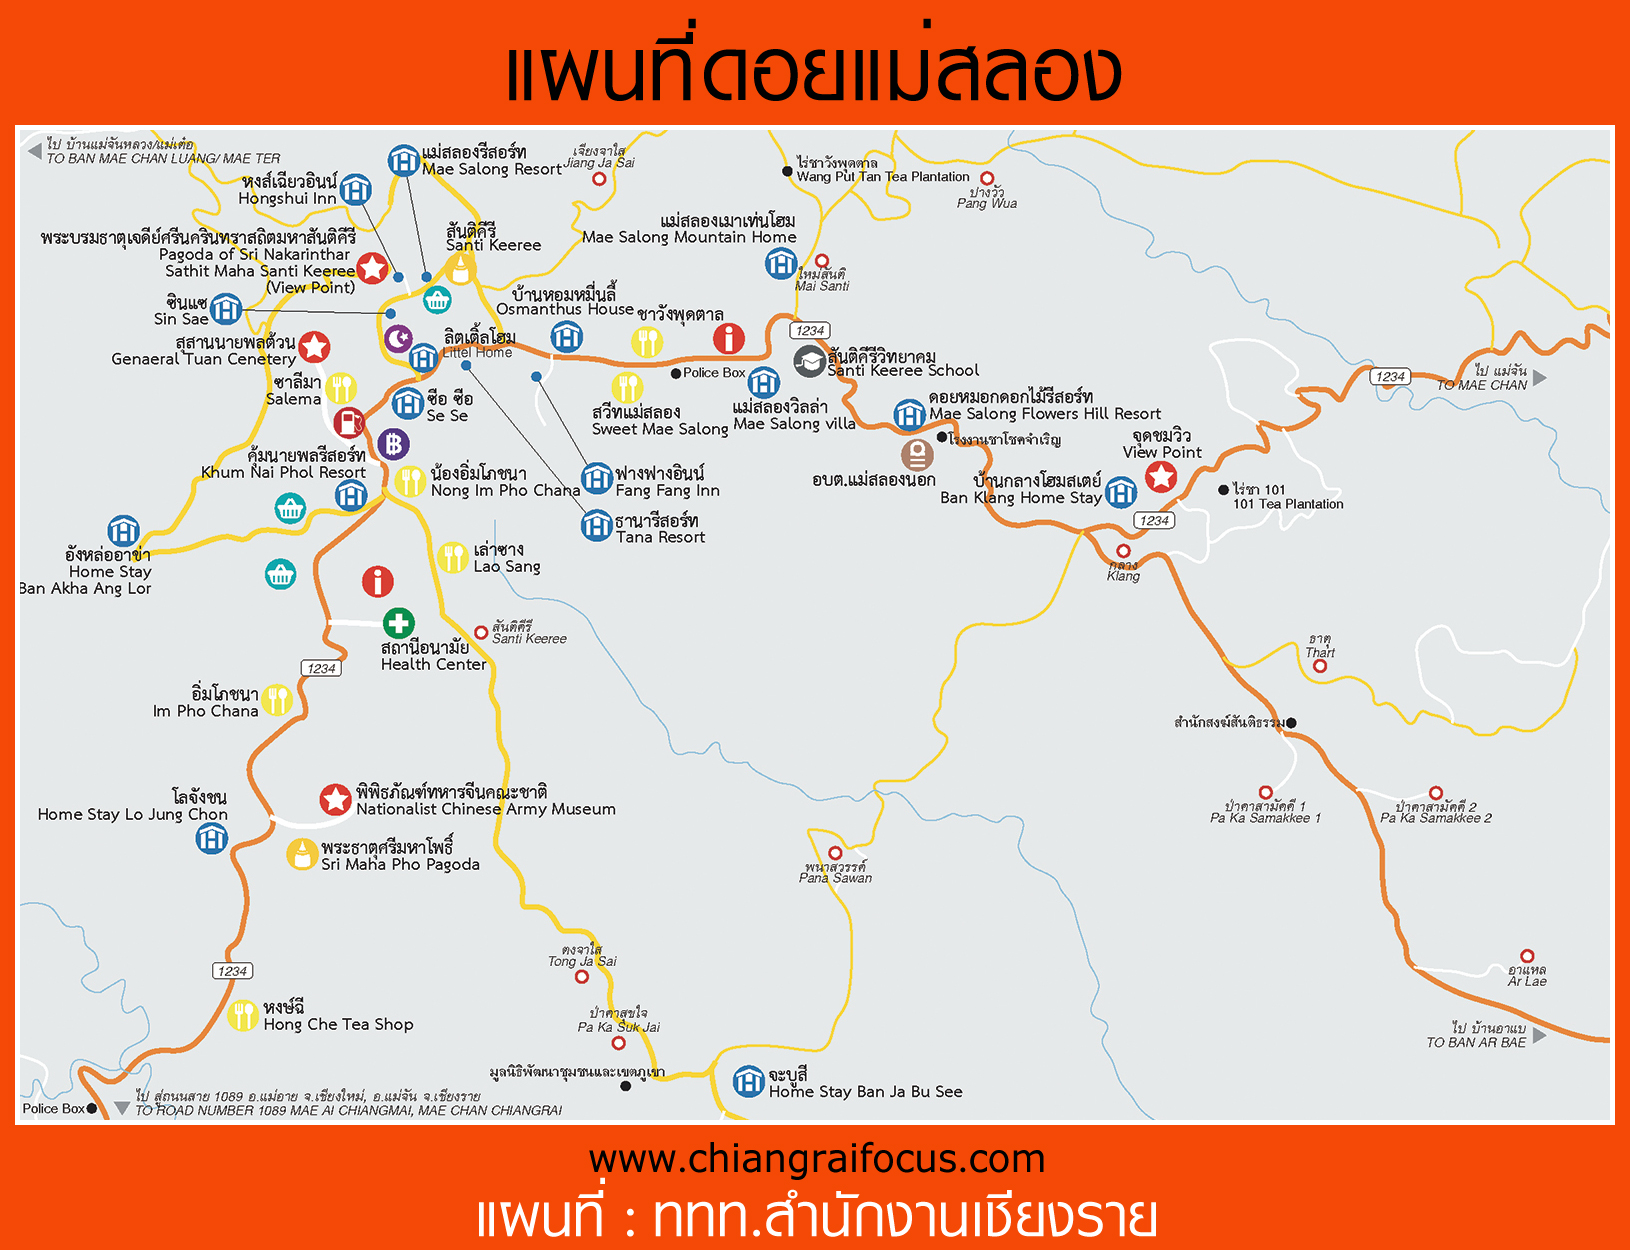 แผนที่ดอยแม่สลอง
ไป บ้านแม่จันหลวง/แม่เต๋อ
TO BAN MAE CHAN LUANG/ MAE TER
แม่สลองรีสอร์ท
Mae Salong Resort
เจียงจาใส
Jiang Ja Sai
ไร่ชาวังพุดตาล
Wang Put Tan Tea Plantation
ปางวัว
Pang Wua
หงส์เฉียวอินน์
Hongshui Inn
สันติคีรี
Santi Keeree
แม่สลองเมาเท่นโฮม
Mae Salong Mountain Home
พระบรมธาตุเจดีย์ศรีนครินทราสถิตมหาสันติคีรี
Pagoda of Sri Nakarinthar
Sathit Maha Santi Keeree
(View Point)
ใหม่สันติ
Mai Santi
ซินแซ
Sin Sae
บ้านหอมหมื่นลี้
Osmanthus House
ชาวังพุดตาล
1234
สุสานนายพลต้วน
Genaeral Tuan Cenetery
ลิตเติ้ลโฮม
Littel Home
Police Box
สันติคีรีวิทยาคม
Santi Keeree School
ไป แม่จัน
TO MAE CHAN
1234
ซาลีมา
Salema
ซือ ซือ
Se Se
สวีทแม่สลอง
Sweet Mae Salong
แม่สลองวิลล่า
Mae Salong villa
ดอยหมอกดอกไม้รีสอร์ท
Mae Salong Flowers Hill Resort
โรงงานชาโชคจำเริญ
จุดชมวิว
View Point
คุ้มนายพลรีสอร์ท
Khum Nai Phol Resort
น้องอิ่มโภชนา
Nong Im Pho Chana
ฟางฟางอินน์
Fang Fang Inn
อบต.แม่สลองนอก
บ้านกลางโฮมสเตย์
Ban Klang Home Stay
ไร่ชา 101
101 Tea Plantation
ธานารีสอร์ท
Tana Resort
1234
อังหล่ออาข่า
Home Stay
Ban Akha Ang Lor
เล่าซาง
Lao Sang
กลาง
Klang
สันติคีรี
Santi Keeree
สถานีอนามัย
Health Center
ธาตุ
Thart
1234
อิ่มโภชนา
Im Pho Chana
สำนักสงฆ์สันติธรรม
โลจังชน
Home Stay Lo Jung Chon
พิพิธภัณฑ์ทหารจีนคณะชาติ
Nationalist Chinese Army Museum
ป่าคาสามัคคี 1
Pa Ka Samakkee 1
ป่าคาสามัคคี 2
Pa Ka Samakkee 2
พระธาตุศรีมหาโพธิ์
Sri Maha Pho Pagoda
พนาสวรรค์
Pana Sawan
ตงจาใส
Tong Ja Sai
1234
อาแหล
Ar Lae
หงษ์ฉี
Hong Che Tea Shop
ป่าคาสุขใจ
Pa Ka Suk Jai
ไป บ้านอาแบ
TO BAN AR BAE
มูลนิธิพัฒนาชุมชนและเขตภูเขา
จะบูสี
Home Stay Ban Ja Bu See
ไป สู่ถนนสาย 1089 อ.แม่อาย จ.เชียงใหม่, อ.แม่จัน จ.เชียงราย
TO ROAD NUMBER 1089 MAE AI CHIANGMAI, MAE CHAN CHIANGRAI
Police Box
www.chiangraifocus.com
แผนที่ : ททท.สำนักงานเชียงราย